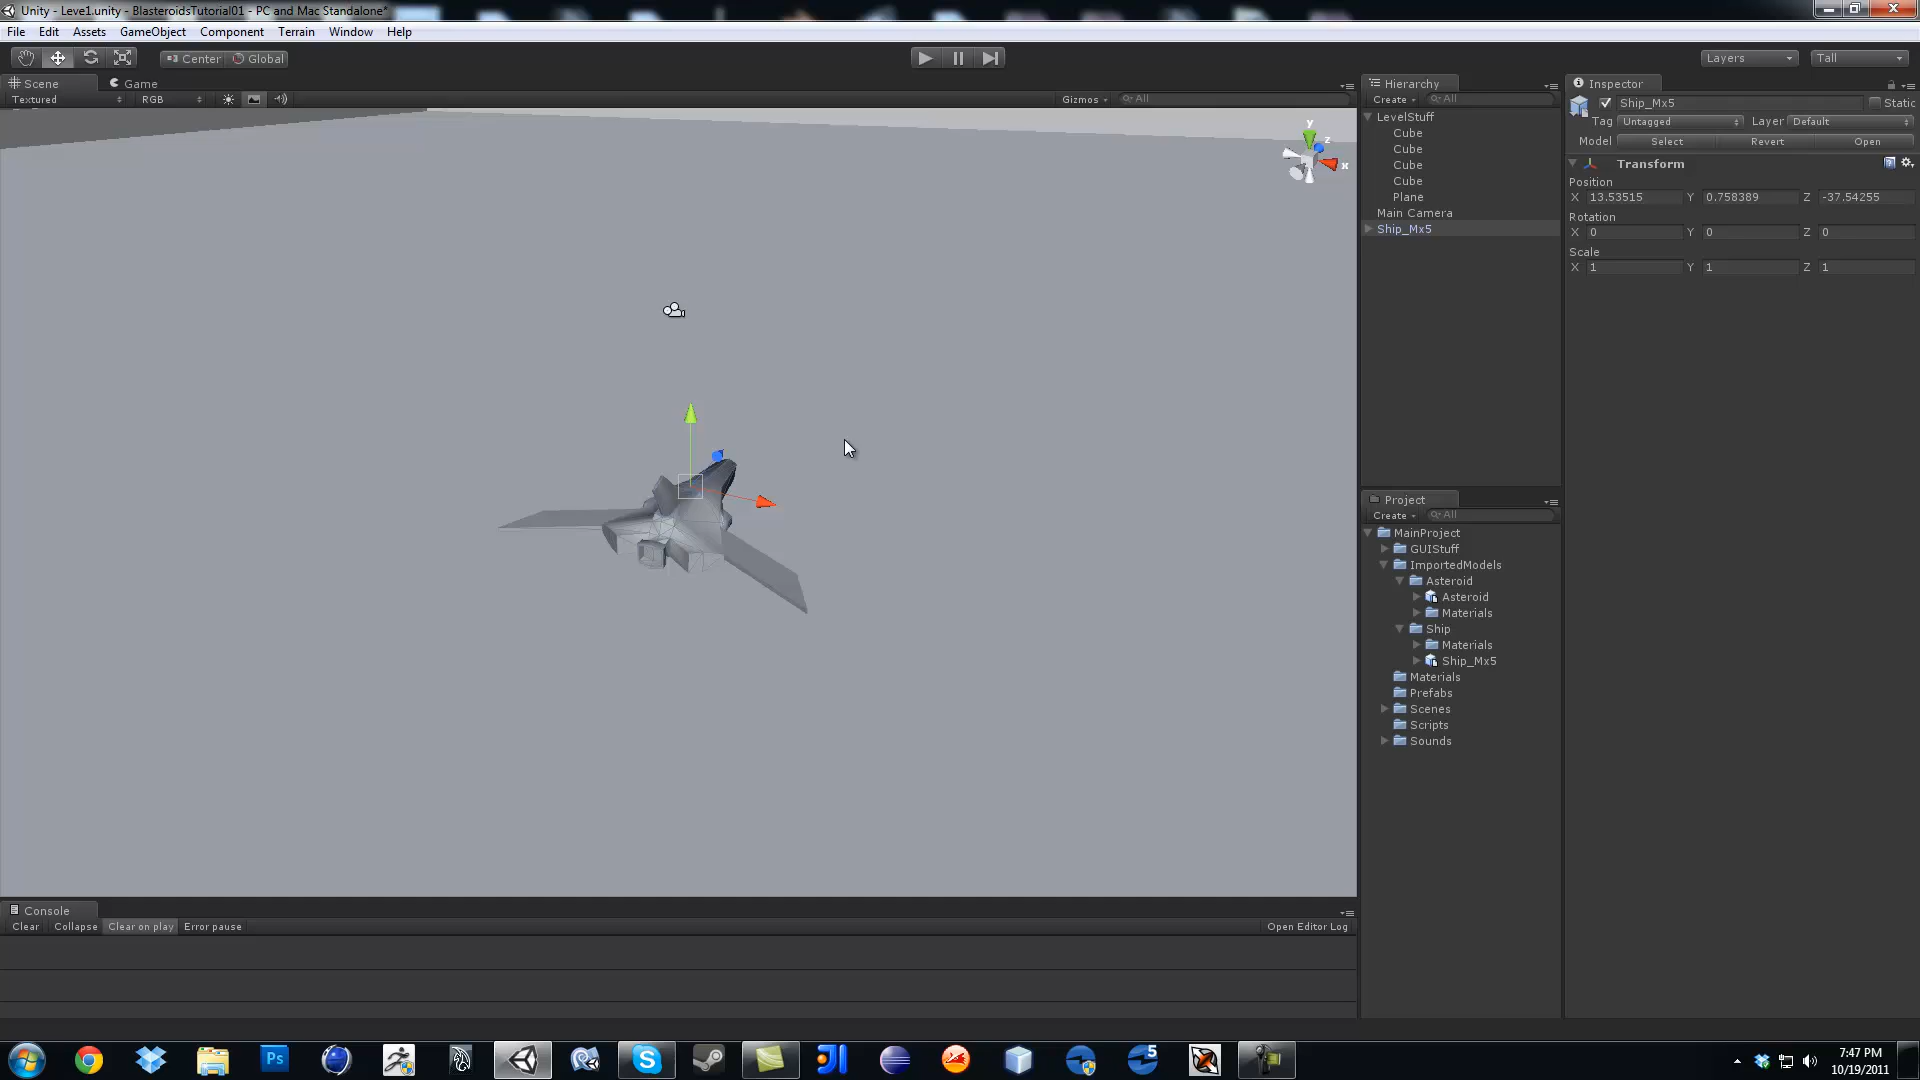 Unity - Leve1.unity - BlasteroidsTutorial01 - PC and Mac Standalone*
File Edit Assets GameObject Component Terrain Window Help
Center Global Layers Tall
Scene Game
Textured RGB Gizmos All
y
z
x
Hierarchy
Create All
LevelStuff
Cube
Cube
Cube
Cube
Plane
Main Camera
Ship_Mx5
Project
Create All
MainProject
GUIStuff
ImportedModels
Asteroid
Asteroid
Materials
Ship
Materials
Ship_Mx5
Materials
Prefabs
Scenes
Scripts
Sounds
Inspector
Ship_Mx5 Static
Tag Untagged Layer Default
Model Select Revert Open
Transform
Position
X 13.53515 Y 0.758389 Z -37.54255
Rotation
X 0 Y 0 Z 0
Scale
X 1 Y 1 Z 1
Console
Clear Collapse Clear on play Error pause Open Editor Log
Ps
S
JI
5
7:47 PM
10/19/2011